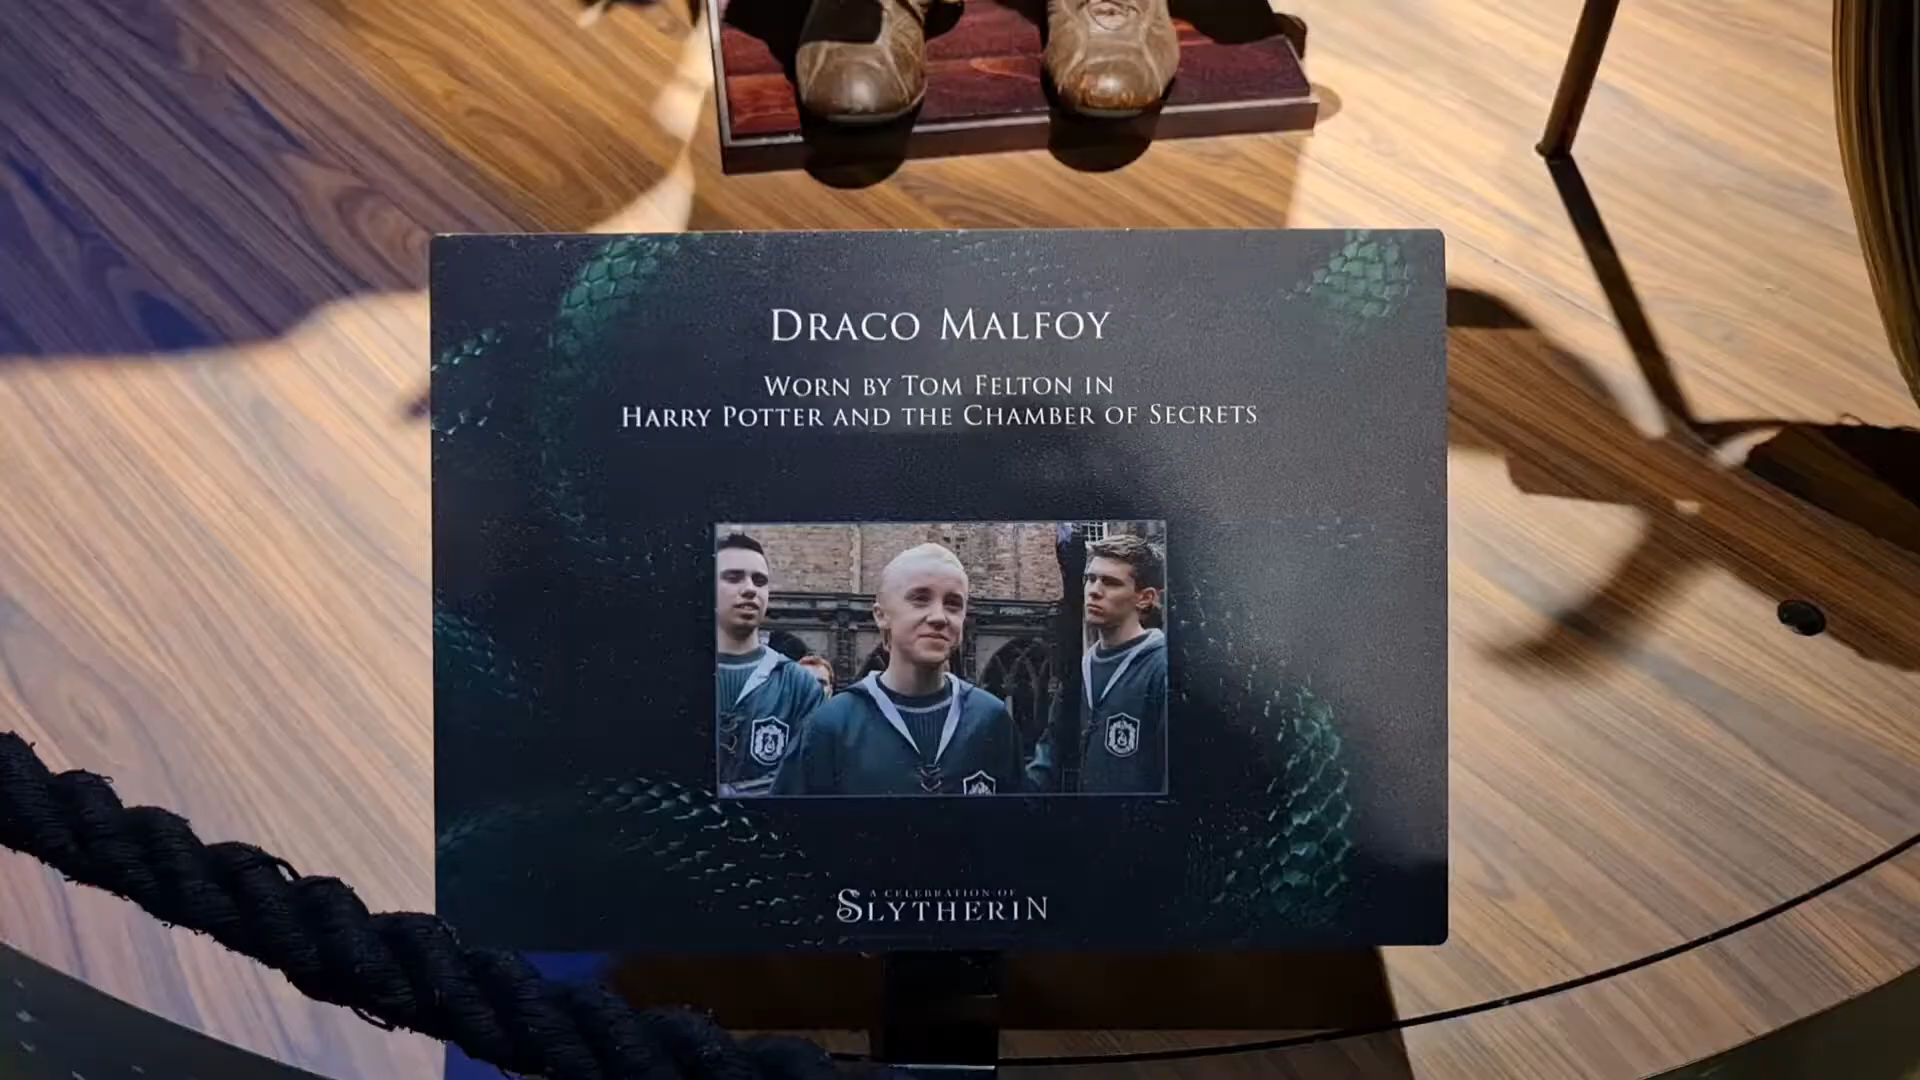 DRACO MALFOY
WORN BY TOM FELTON IN
HARRY POTTER AND THE CHAMBER OF SECRETS
A CELEBRATION OF
SLYTHERIN